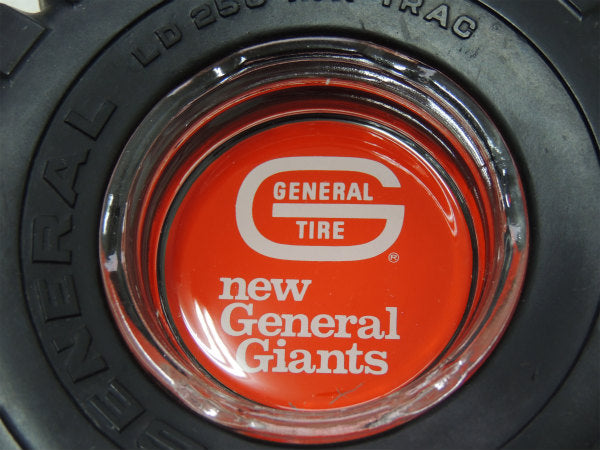 LD 250 TRAC
GENERAL
GENERAL
TIRE
®
new
General
Giants